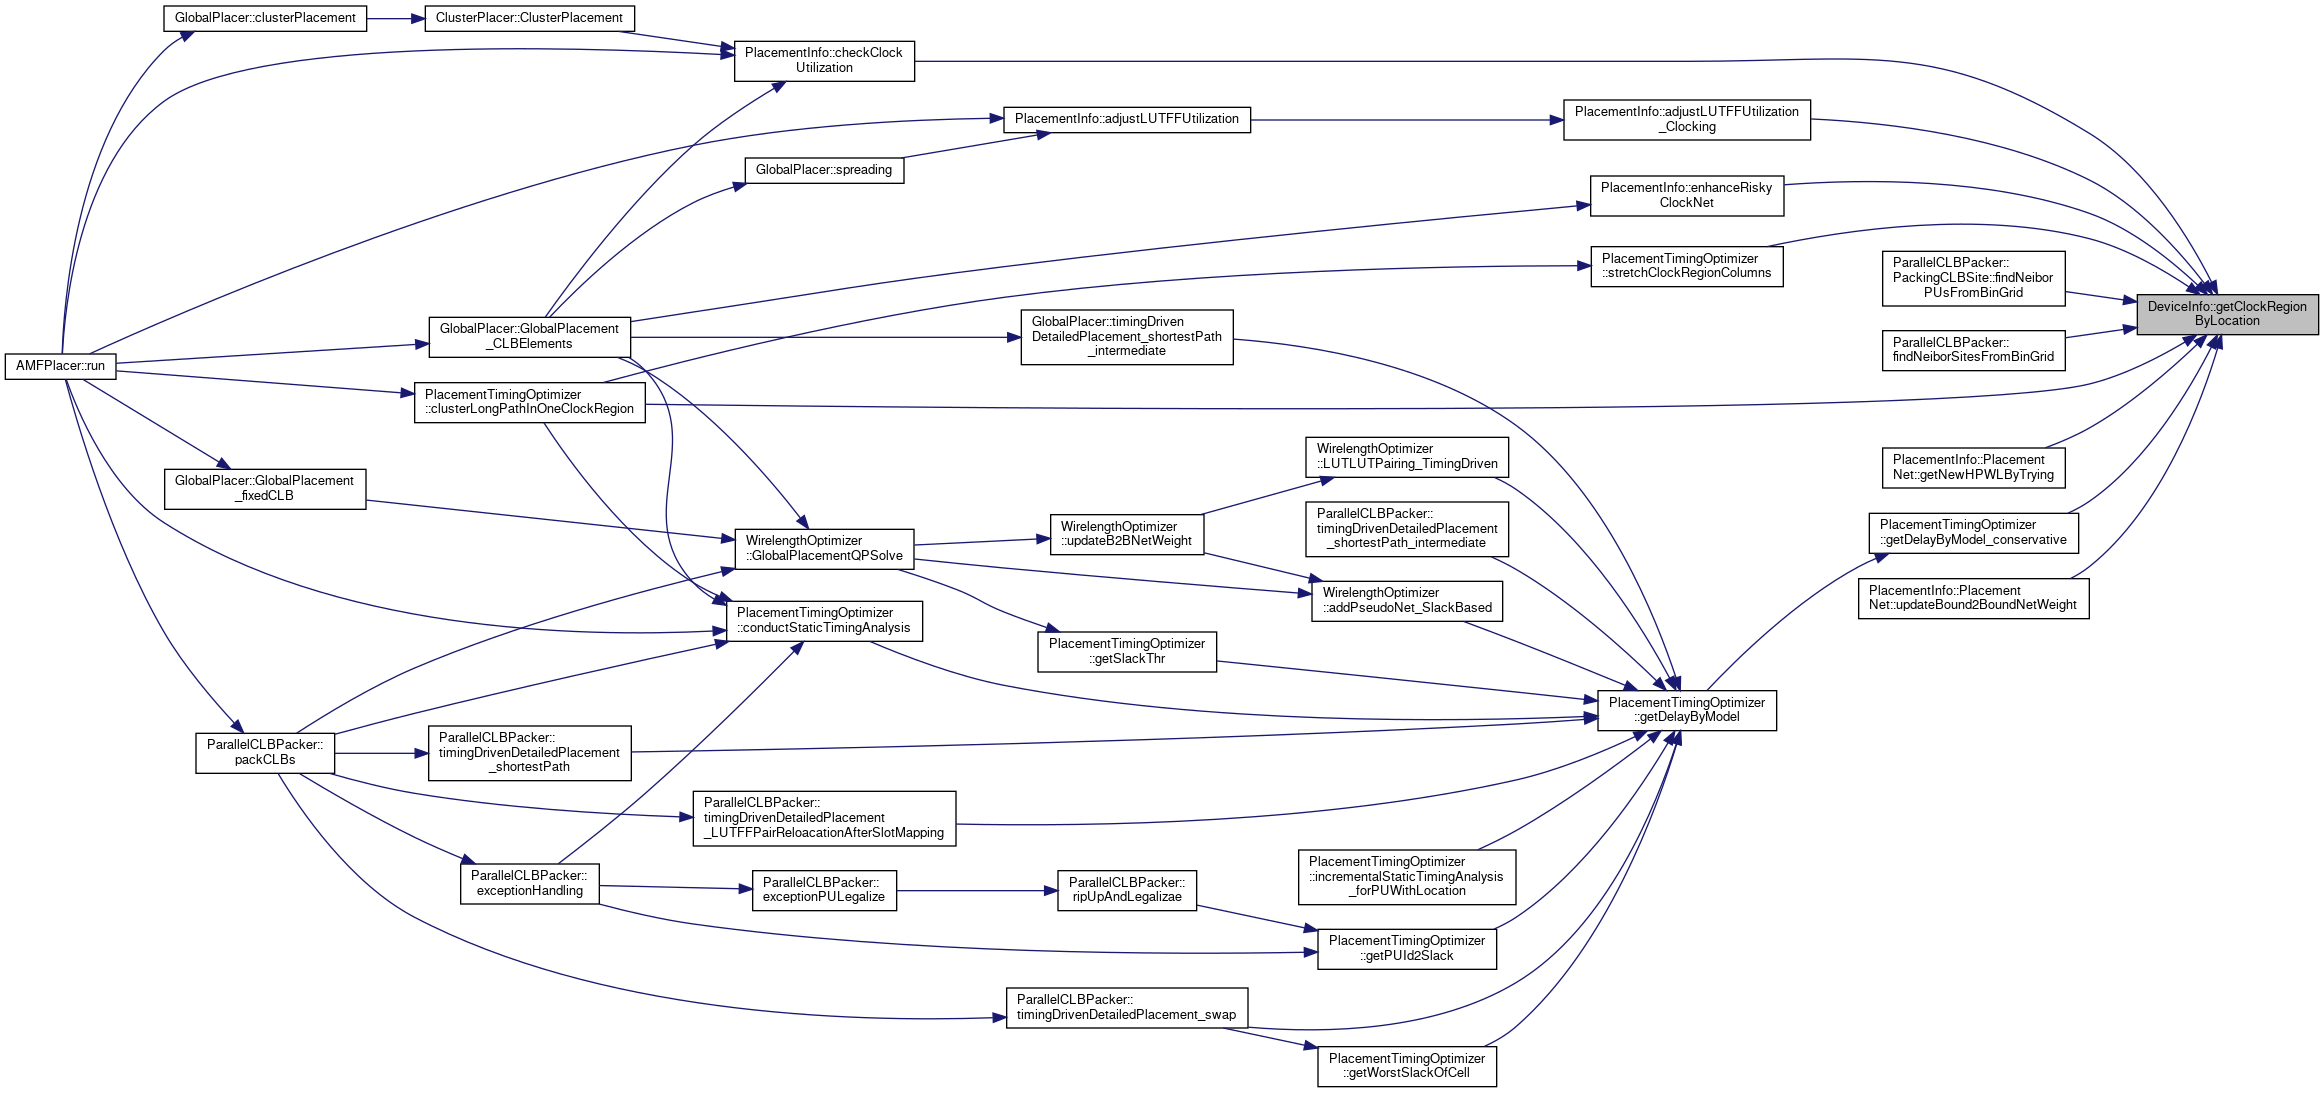 GlobalPlacer::clusterPlacement
ClusterPlacer::ClusterPlacement
PlacementInfo::checkClock
Utilization
PlacementInfo::adjustLUTFFUtilization
PlacementInfo::adjustLUTFFUtilization
_Clocking
GlobalPlacer::spreading
PlacementInfo::enhanceRisky
ClockNet
PlacementTimingOptimizer
::stretchClockRegionColumns
ParallelCLBPacker::
PackingCLBSite::findNeibor
PUsFromBinGrid
DeviceInfo::getClockRegion
ByLocation
GlobalPlacer::GlobalPlacement
_CLBElements
GlobalPlacer::timingDriven
DetailedPlacement_shortestPath
_intermediate
ParallelCLBPacker::
findNeiborSitesFromBinGrid
AMFPlacer::run
PlacementTimingOptimizer
::clusterLongPathInOneClockRegion
WirelengthOptimizer
::LUTLUTPairing_TimingDriven
PlacementInfo::Placement
Net::getNewHPWLByTrying
GlobalPlacer::GlobalPlacement
_fixedCLB
WirelengthOptimizer
::GlobalPlacementQPSolve
WirelengthOptimizer
::updateB2BNetWeight
ParallelCLBPacker::
timingDrivenDetailedPlacement
_shortestPath_intermediate
PlacementTimingOptimizer
::getDelayByModel_conservative
WirelengthOptimizer
::addPseudoNet_SlackBased
PlacementInfo::Placement
Net::updateBound2BoundNetWeight
PlacementTimingOptimizer
::conductStaticTimingAnalysis
PlacementTimingOptimizer
::getSlackThr
PlacementTimingOptimizer
::getDelayByModel
ParallelCLBPacker::
packCLBs
ParallelCLBPacker::
timingDrivenDetailedPlacement
_shortestPath
ParallelCLBPacker::
timingDrivenDetailedPlacement
_LUTFFPairReloacationAfterSlotMapping
ParallelCLBPacker::
exceptionHandling
ParallelCLBPacker::
exceptionPULegalize
ParallelCLBPacker::
ripUpAndLegalizae
PlacementTimingOptimizer
::incrementalStaticTimingAnalysis
_forPUWithLocation
PlacementTimingOptimizer
::getPUId2Slack
ParallelCLBPacker::
timingDrivenDetailedPlacement_swap
PlacementTimingOptimizer
::getWorstSlackOfCell